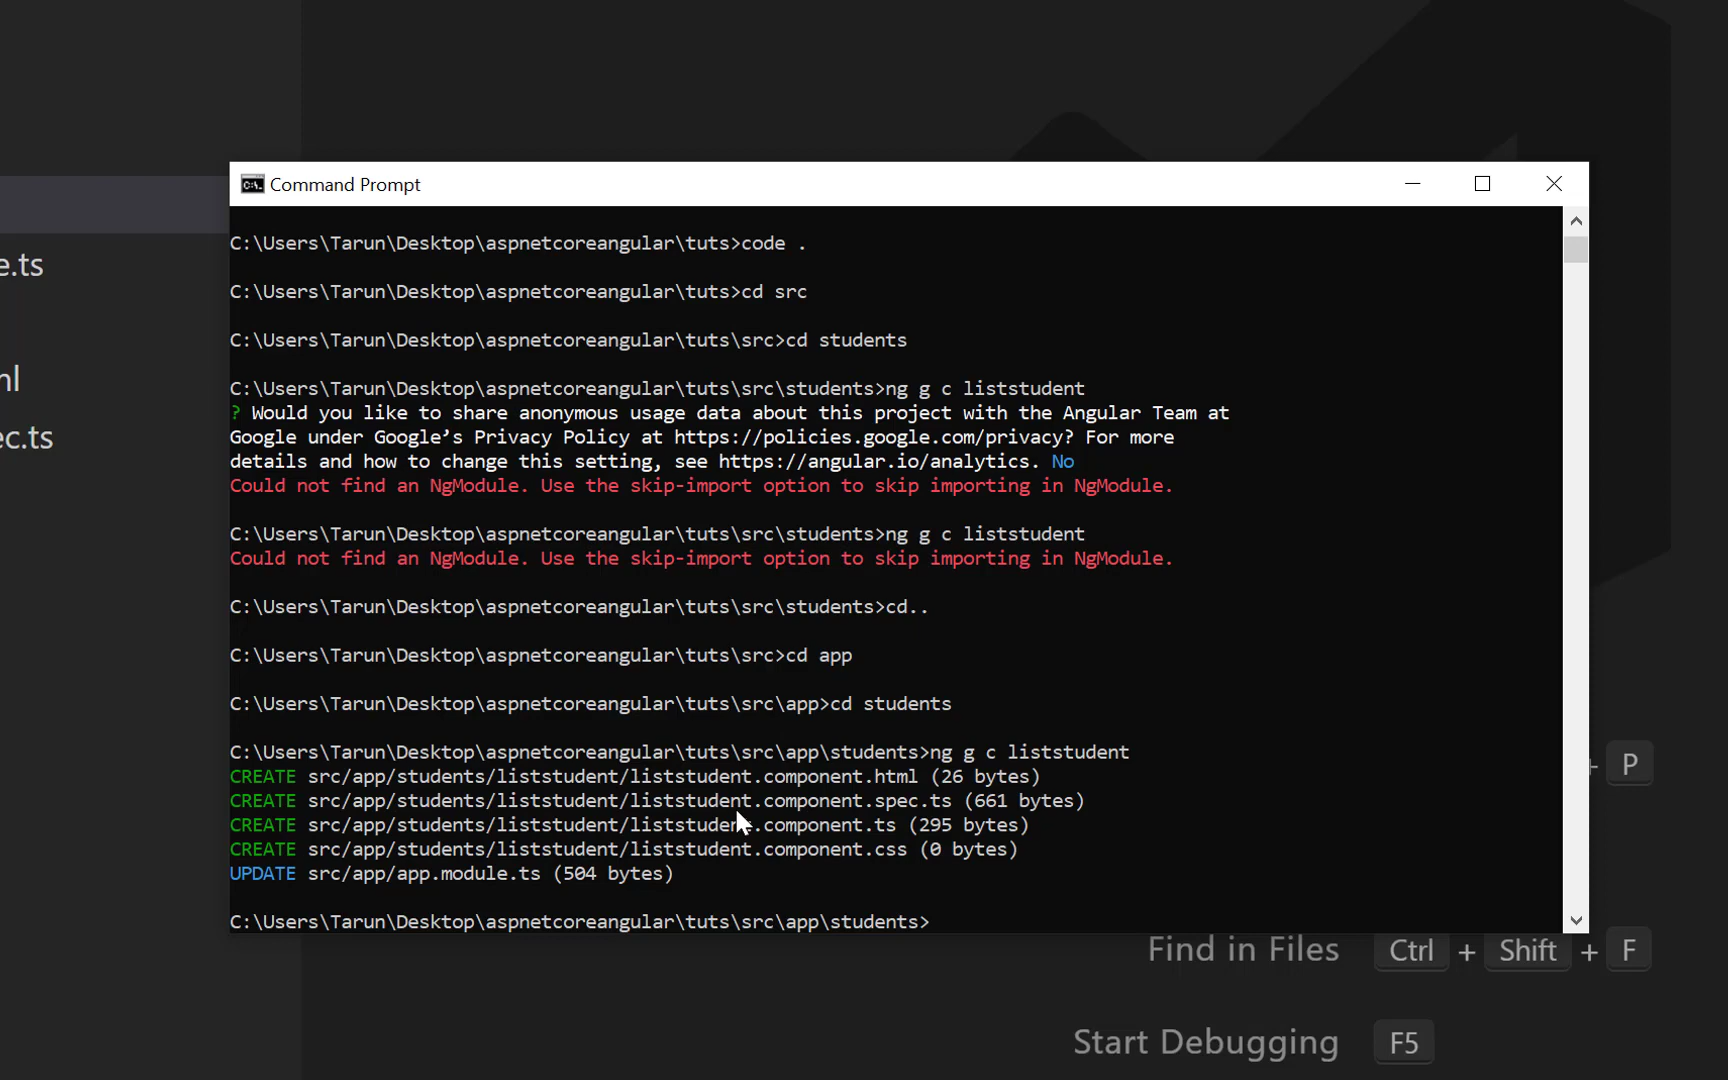 e.ts
ml
ec.ts
Command Prompt
C:\Users\Tarun\Desktop\aspnetcoreangular\tuts>code .
C:\Users\Tarun\Desktop\aspnetcoreangular\tuts>cd src
C:\Users\Tarun\Desktop\aspnetcoreangular\tuts\src>cd students
C:\Users\Tarun\Desktop\aspnetcoreangular\tuts\src\students>ng g c liststudent
? Would you like to share anonymous usage data about this project with the Angular Team at
Google under Google’s Privacy Policy at https://policies.google.com/privacy? For more
details and how to change this setting, see https://angular.io/analytics. No
Could not find an NgModule. Use the skip-import option to skip importing in NgModule.
C:\Users\Tarun\Desktop\aspnetcoreangular\tuts\src\students>ng g c liststudent
Could not find an NgModule. Use the skip-import option to skip importing in NgModule.
C:\Users\Tarun\Desktop\aspnetcoreangular\tuts\src\students>cd..
C:\Users\Tarun\Desktop\aspnetcoreangular\tuts\src>cd app
C:\Users\Tarun\Desktop\aspnetcoreangular\tuts\src\app>cd students
C:\Users\Tarun\Desktop\aspnetcoreangular\tuts\src\app\students>ng g c liststudent
CREATE src/app/students/liststudent/liststudent.component.html (26 bytes)
CREATE src/app/students/liststudent/liststudent.component.spec.ts (661 bytes)
CREATE src/app/students/liststudent/liststudent.component.ts (295 bytes)
CREATE src/app/students/liststudent/liststudent.component.css (0 bytes)
UPDATE src/app/app.module.ts (504 bytes)
C:\Users\Tarun\Desktop\aspnetcoreangular\tuts\src\app\students>
+ P
Find in Files Ctrl + Shift + F
Start Debugging F5